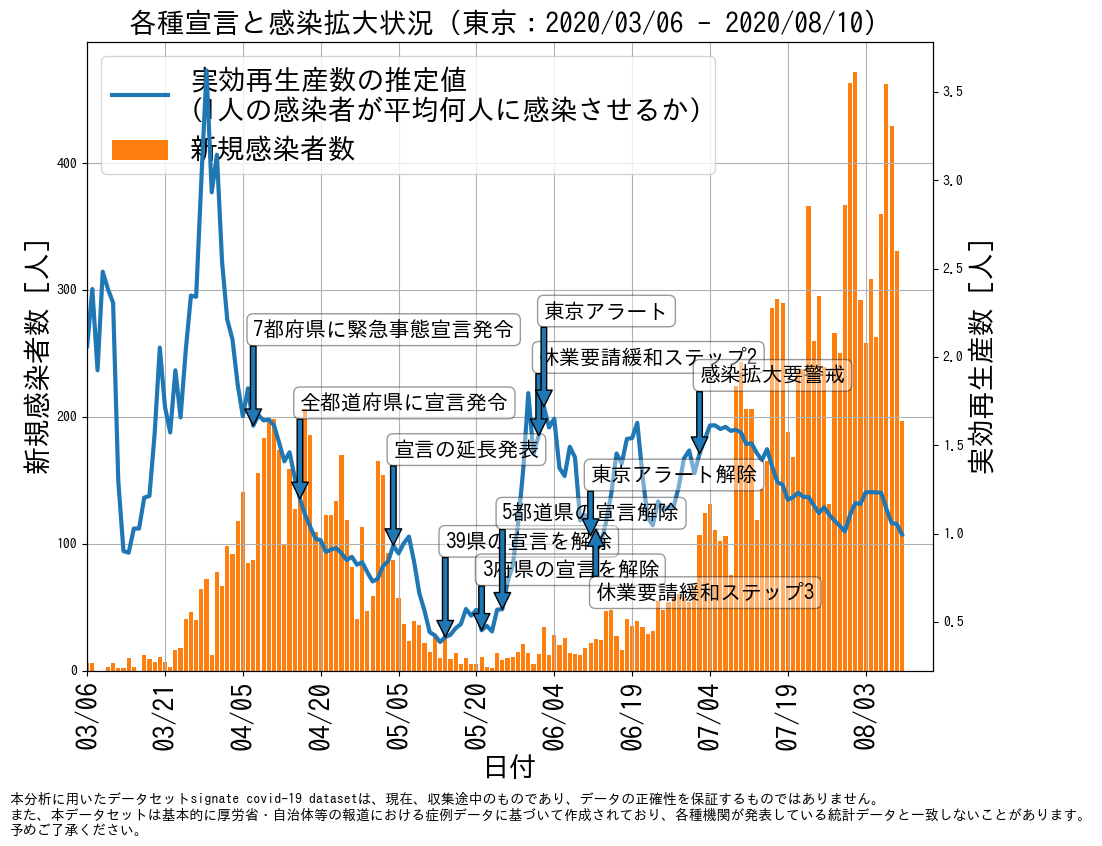 各種宣言と感染拡大状況（東京：2020/03/06 - 2020/08/10）
実効再生産数の推定値
（1人の感染者が平均何人に感染させるか）
新規感染者数
新規感染者数［人］
400
300
200
100
0
実効再生産数［人］
3.5
3.0
2.5
2.0
1.5
1.0
0.5
東京アラート
7都府県に緊急事態宣言発令
休業要請緩和ステップ2
感染拡大要警戒
全都道府県に宣言発令
宣言の延長発表
東京アラート解除
5都道県の宣言解除
39県の宣言を解除
3府県の宣言を解除
休業要請緩和ステップ3
03/06
03/21
04/05
04/20
05/05
05/20
06/04
06/19
07/04
07/19
08/03
日付
本分析に用いたデータセットsignate covid-19 datasetは、現在、収集途中のものであり、データの正確性を保証するものではありません。
また、本データセットは基本的に厚労省・自治体等の報道における症例データに基づいて作成されており、各種機関が発表している統計データと一致しないことがあります。
予めご了承ください。